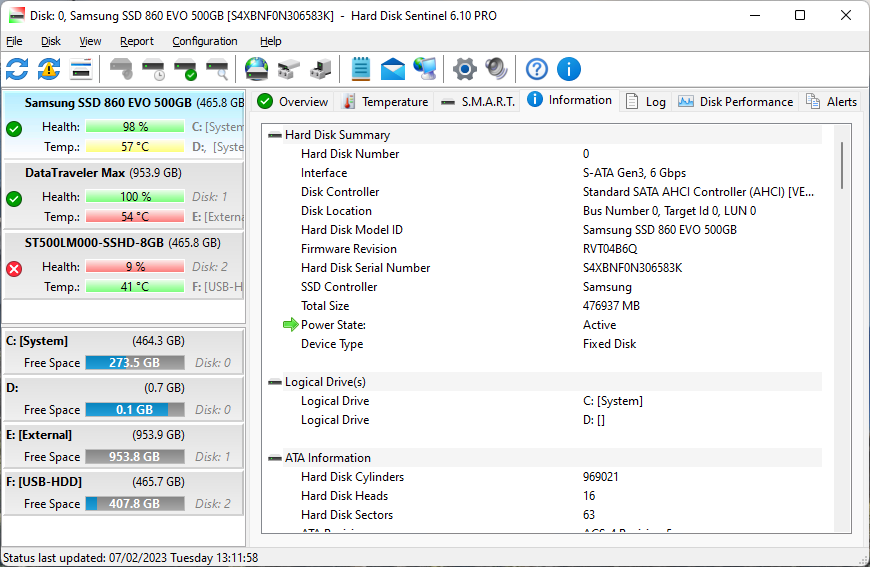 Disk: 0, Samsung SSD 860 EVO 500GB [S4XBNF0N306583K] - Hard Disk Sentinel 6.10 PRO
File Disk View Report Configuration Help
Samsung SSD 860 EVO 500GB (465.8 GB
Health: 98 % C: [System
Temp.: 57 °C D:, [Syste
DataTraveler Max (953.9 GB)
Health: 100 % Disk: 1
Temp.: 54 °C E: [Externa
ST500LM000-SSHD-8GB (465.8 GB)
Health: 9 % Disk: 2
Temp.: 41 °C F: [USB-H
C: [System] (464.3 GB)
Free Space 273.5 GB Disk: 0
D: (0.7 GB)
Free Space 0.1 GB Disk: 0
E: [External] (953.9 GB)
Free Space 953.8 GB Disk: 1
F: [USB-HDD] (465.7 GB)
Free Space 407.8 GB Disk: 2
Overview Temperature S.M.A.R.T. Information Log Disk Performance Alerts
Hard Disk Summary
Hard Disk Number 0
Interface S-ATA Gen3, 6 Gbps
Disk Controller Standard SATA AHCI Controller (AHCI) [VE...
Disk Location Bus Number 0, Target Id 0, LUN 0
Hard Disk Model ID Samsung SSD 860 EVO 500GB
Firmware Revision RVT04B6Q
Hard Disk Serial Number S4XBNF0N306583K
SSD Controller Samsung
Total Size 476937 MB
Power State: Active
Device Type Fixed Disk
Logical Drive(s)
Logical Drive C: [System]
Logical Drive D: []
ATA Information
Hard Disk Cylinders 969021
Hard Disk Heads 16
Hard Disk Sectors 63
Status last updated: 07/02/2023 Tuesday 13:11:58